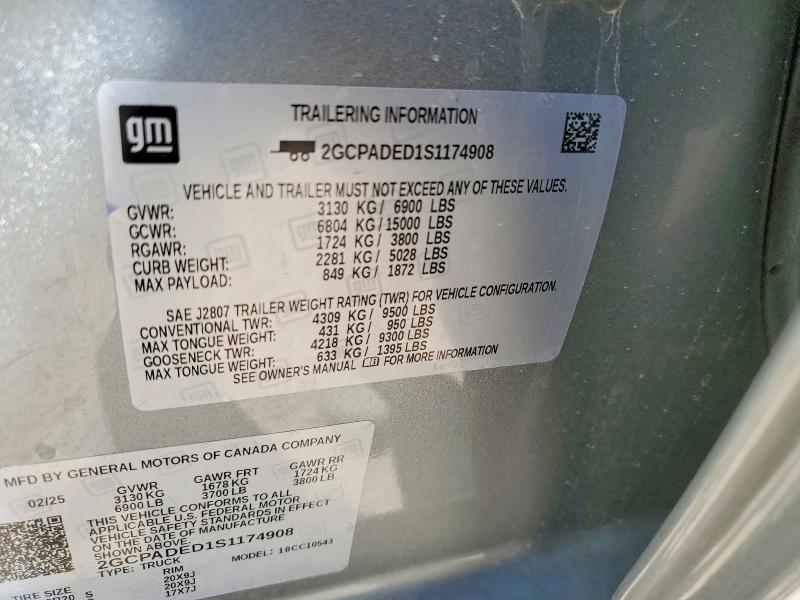 gm
TRAILERING INFORMATION
2GCPADED1S1174908
VEHICLE AND TRAILER MUST NOT EXCEED ANY OF THESE VALUES.
GVWR: 3130 KG/ 6900 LBS
GCWR: 6804 KG/15000 LBS
RGAWR: 1724 KG/ 3800 LBS
CURB WEIGHT: 2281 KG/ 5028 LBS
MAX PAYLOAD: 849 KG/ 1872 LBS
SAE J2807 TRAILER WEIGHT RATING (TWR) FOR VEHICLE CONFIGURATION.
CONVENTIONAL TWR: 4309 KG/ 9500 LBS
MAX TONGUE WEIGHT: 431 KG/ 950 LBS
GOOSENECK TWR: 4218 KG/ 9300 LBS
MAX TONGUE WEIGHT: 633 KG/ 1395 LBS
SEE OWNER'S MANUAL FOR MORE INFORMATION
MFD BY GENERAL MOTORS OF CANADA COMPANY
02/25 GVWR GAWR FRT GAWR RR
3130 KG 1678 KG 1724 KG
6900 LB 3700 LB 3800 LB
THIS VEHICLE CONFORMS TO ALL
APPLICABLE U.S. FEDERAL MOTOR
VEHICLE SAFETY STANDARDS IN EFFECT
ON THE DATE OF MANUFACTURE
SHOWN ABOVE.
2GCPADED1S1174908
TYPE: TRUCK MODEL: 18CC10543
TIRE SIZE RIM
20X9J
20X9J
17X7J